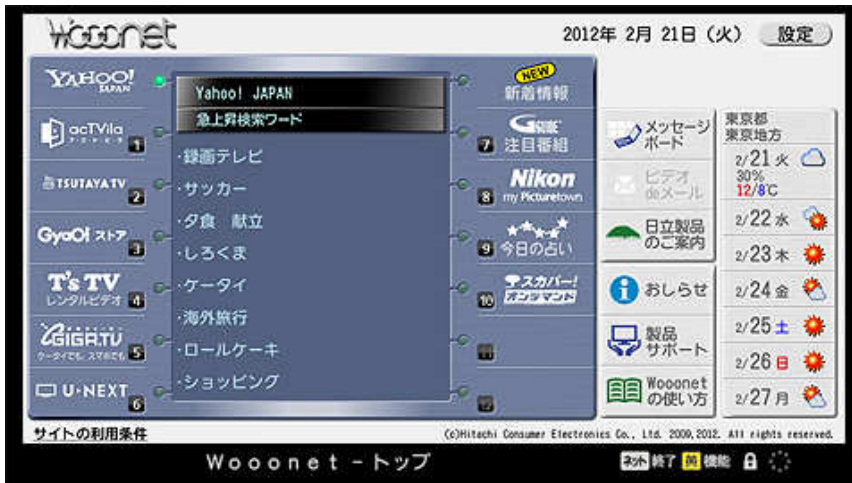 Wooonet
2012年 2月 21日 (火) 設定
YAHOO!
JAPAN
Yahoo! JAPAN
急上昇検索ワード
・録画テレビ
・サッカー
・夕食 献立
・しろくま
・ケータイ
・海外旅行
・ロールケーキ
・ショッピング
acTVila
1
TSUTAYA TV
2
GyaO! ストア
3
T's TV
レンタルビデオ 4
GIGA.TV
ケータイでも、スマホでも 5
U-NEXT
6
NEW
新着情報
G-GUIDE
7 注目番組
Nikon
8 my Picturetown
9 今日の占い
スカパー!
10 オンデマンド
メッセージ
ボード
ビデオ
deメール
日立製品
のご案内
おしらせ
製品
サポート
Wooonet
の使い方
東京都
東京地方
2/21 火
30%
12/8℃
2/22 水
2/23 木
2/24 金
2/25 土
2/26 日
2/27 月
サイトの利用条件
(c)Hitachi Consumer Electronics Co., Ltd. 2009,2012. All rights reserved.
Wooonet-トップ
ネット 終了 黄 機能